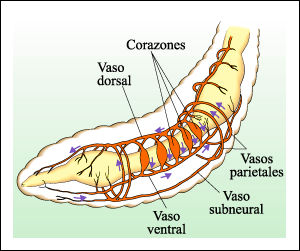 Corazones
Vaso
dorsal
Vasos
parietales
Vaso
subneural
Vaso
ventral